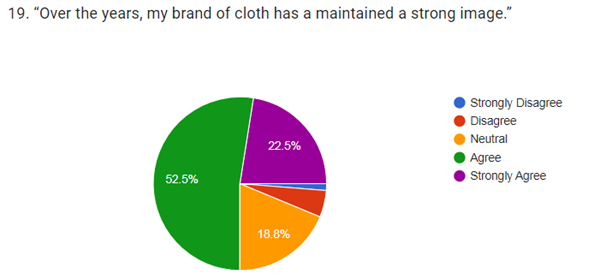 19. “Over the years, my brand of cloth has a maintained a strong image.”
Strongly Disagree
Disagree
Neutral
Agree
Strongly Agree
22.5%
52.5%
18.8%